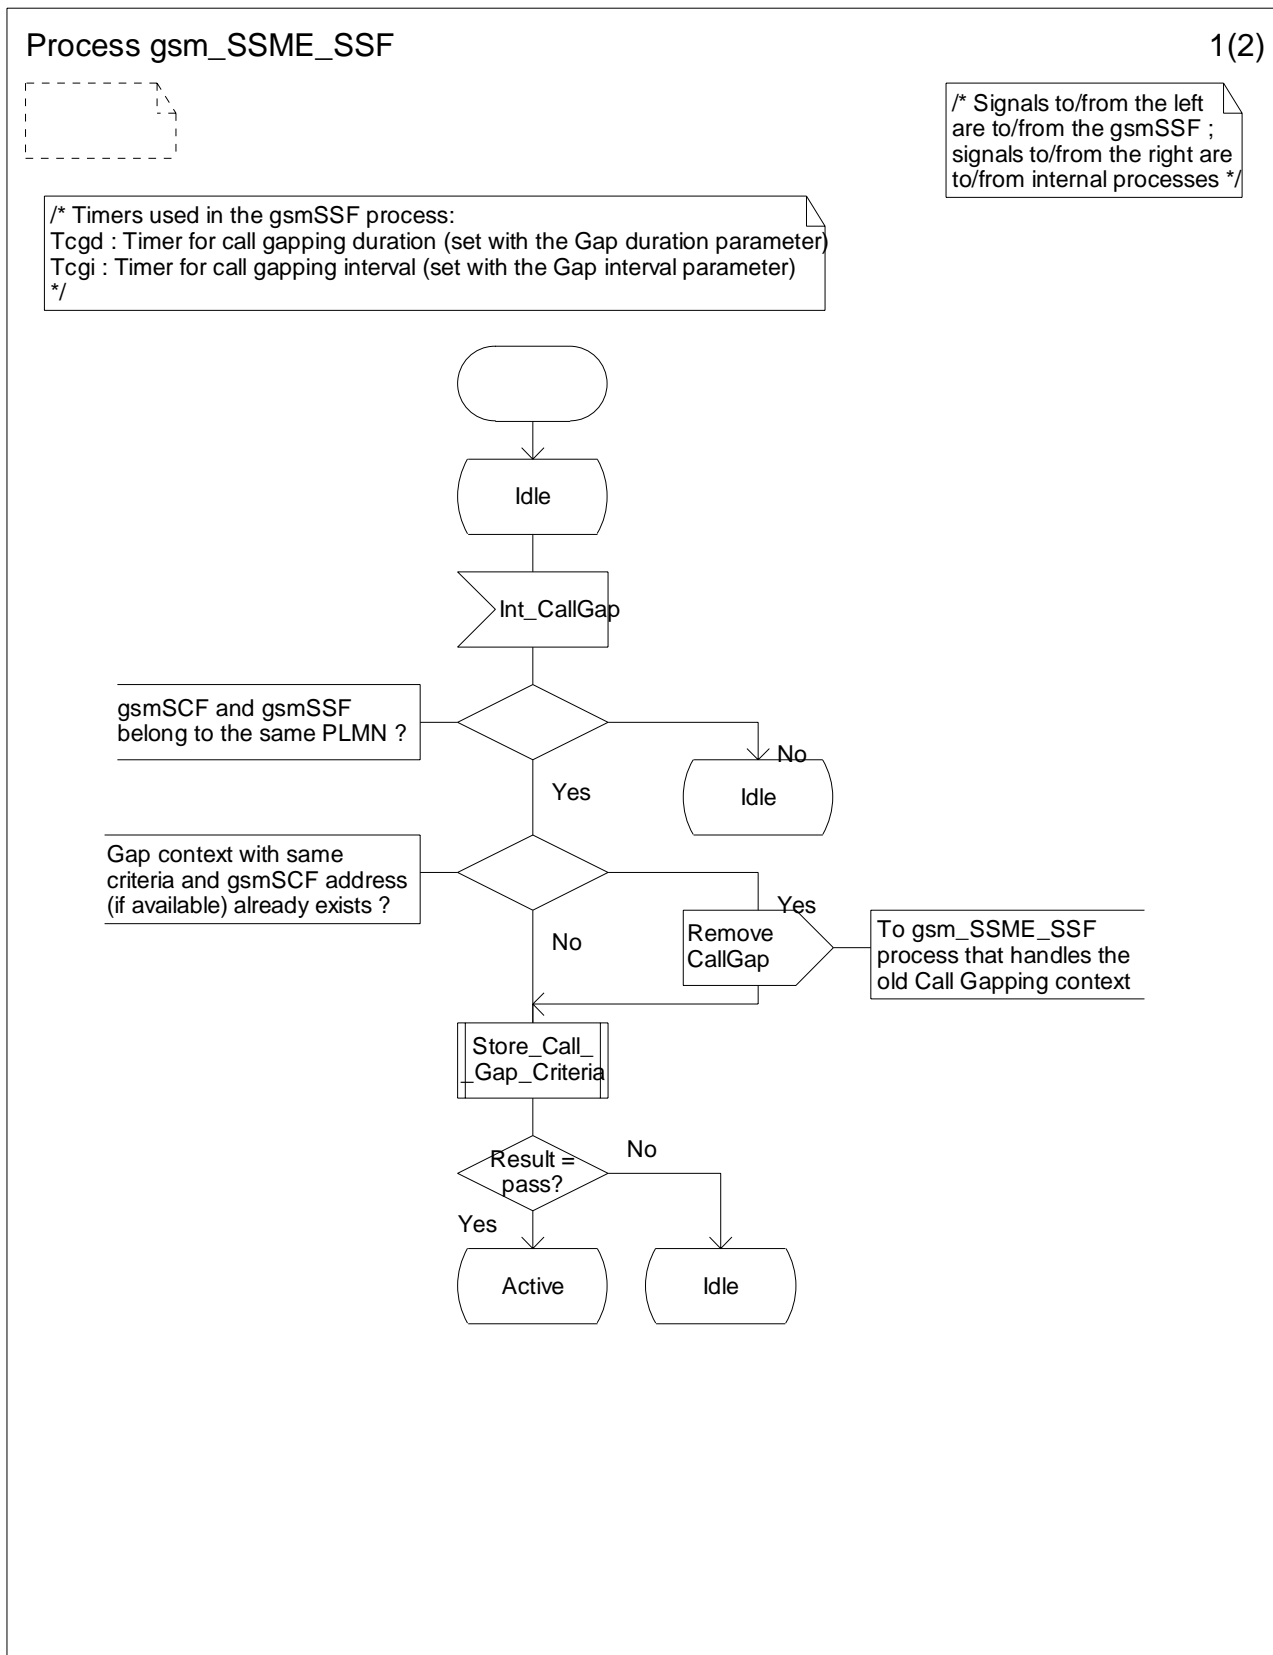 Process gsm_SSME_SSF
1(2)
/* Signals to/from the left
are to/from the gsmSSF ;
signals to/from the right are
to/from internal processes */
/* Timers used in the gsmSSF process:
Tcgd : Timer for call gapping duration (set with the Gap duration parameter)
Tcgi : Timer for call gapping interval (set with the Gap interval parameter)
*/
Idle
Int_CallGap
gsmSCF and gsmSSF
belong to the same PLMN ?
No
Yes
Idle
Gap context with same
criteria and gsmSCF address
(if available) already exists ?
Yes
No
Remove
CallGap
To gsm_SSME_SSF
process that handles the
old Call Gapping context
Store_Call_
_Gap_Criteria
Result =
pass?
No
Yes
Active
Idle